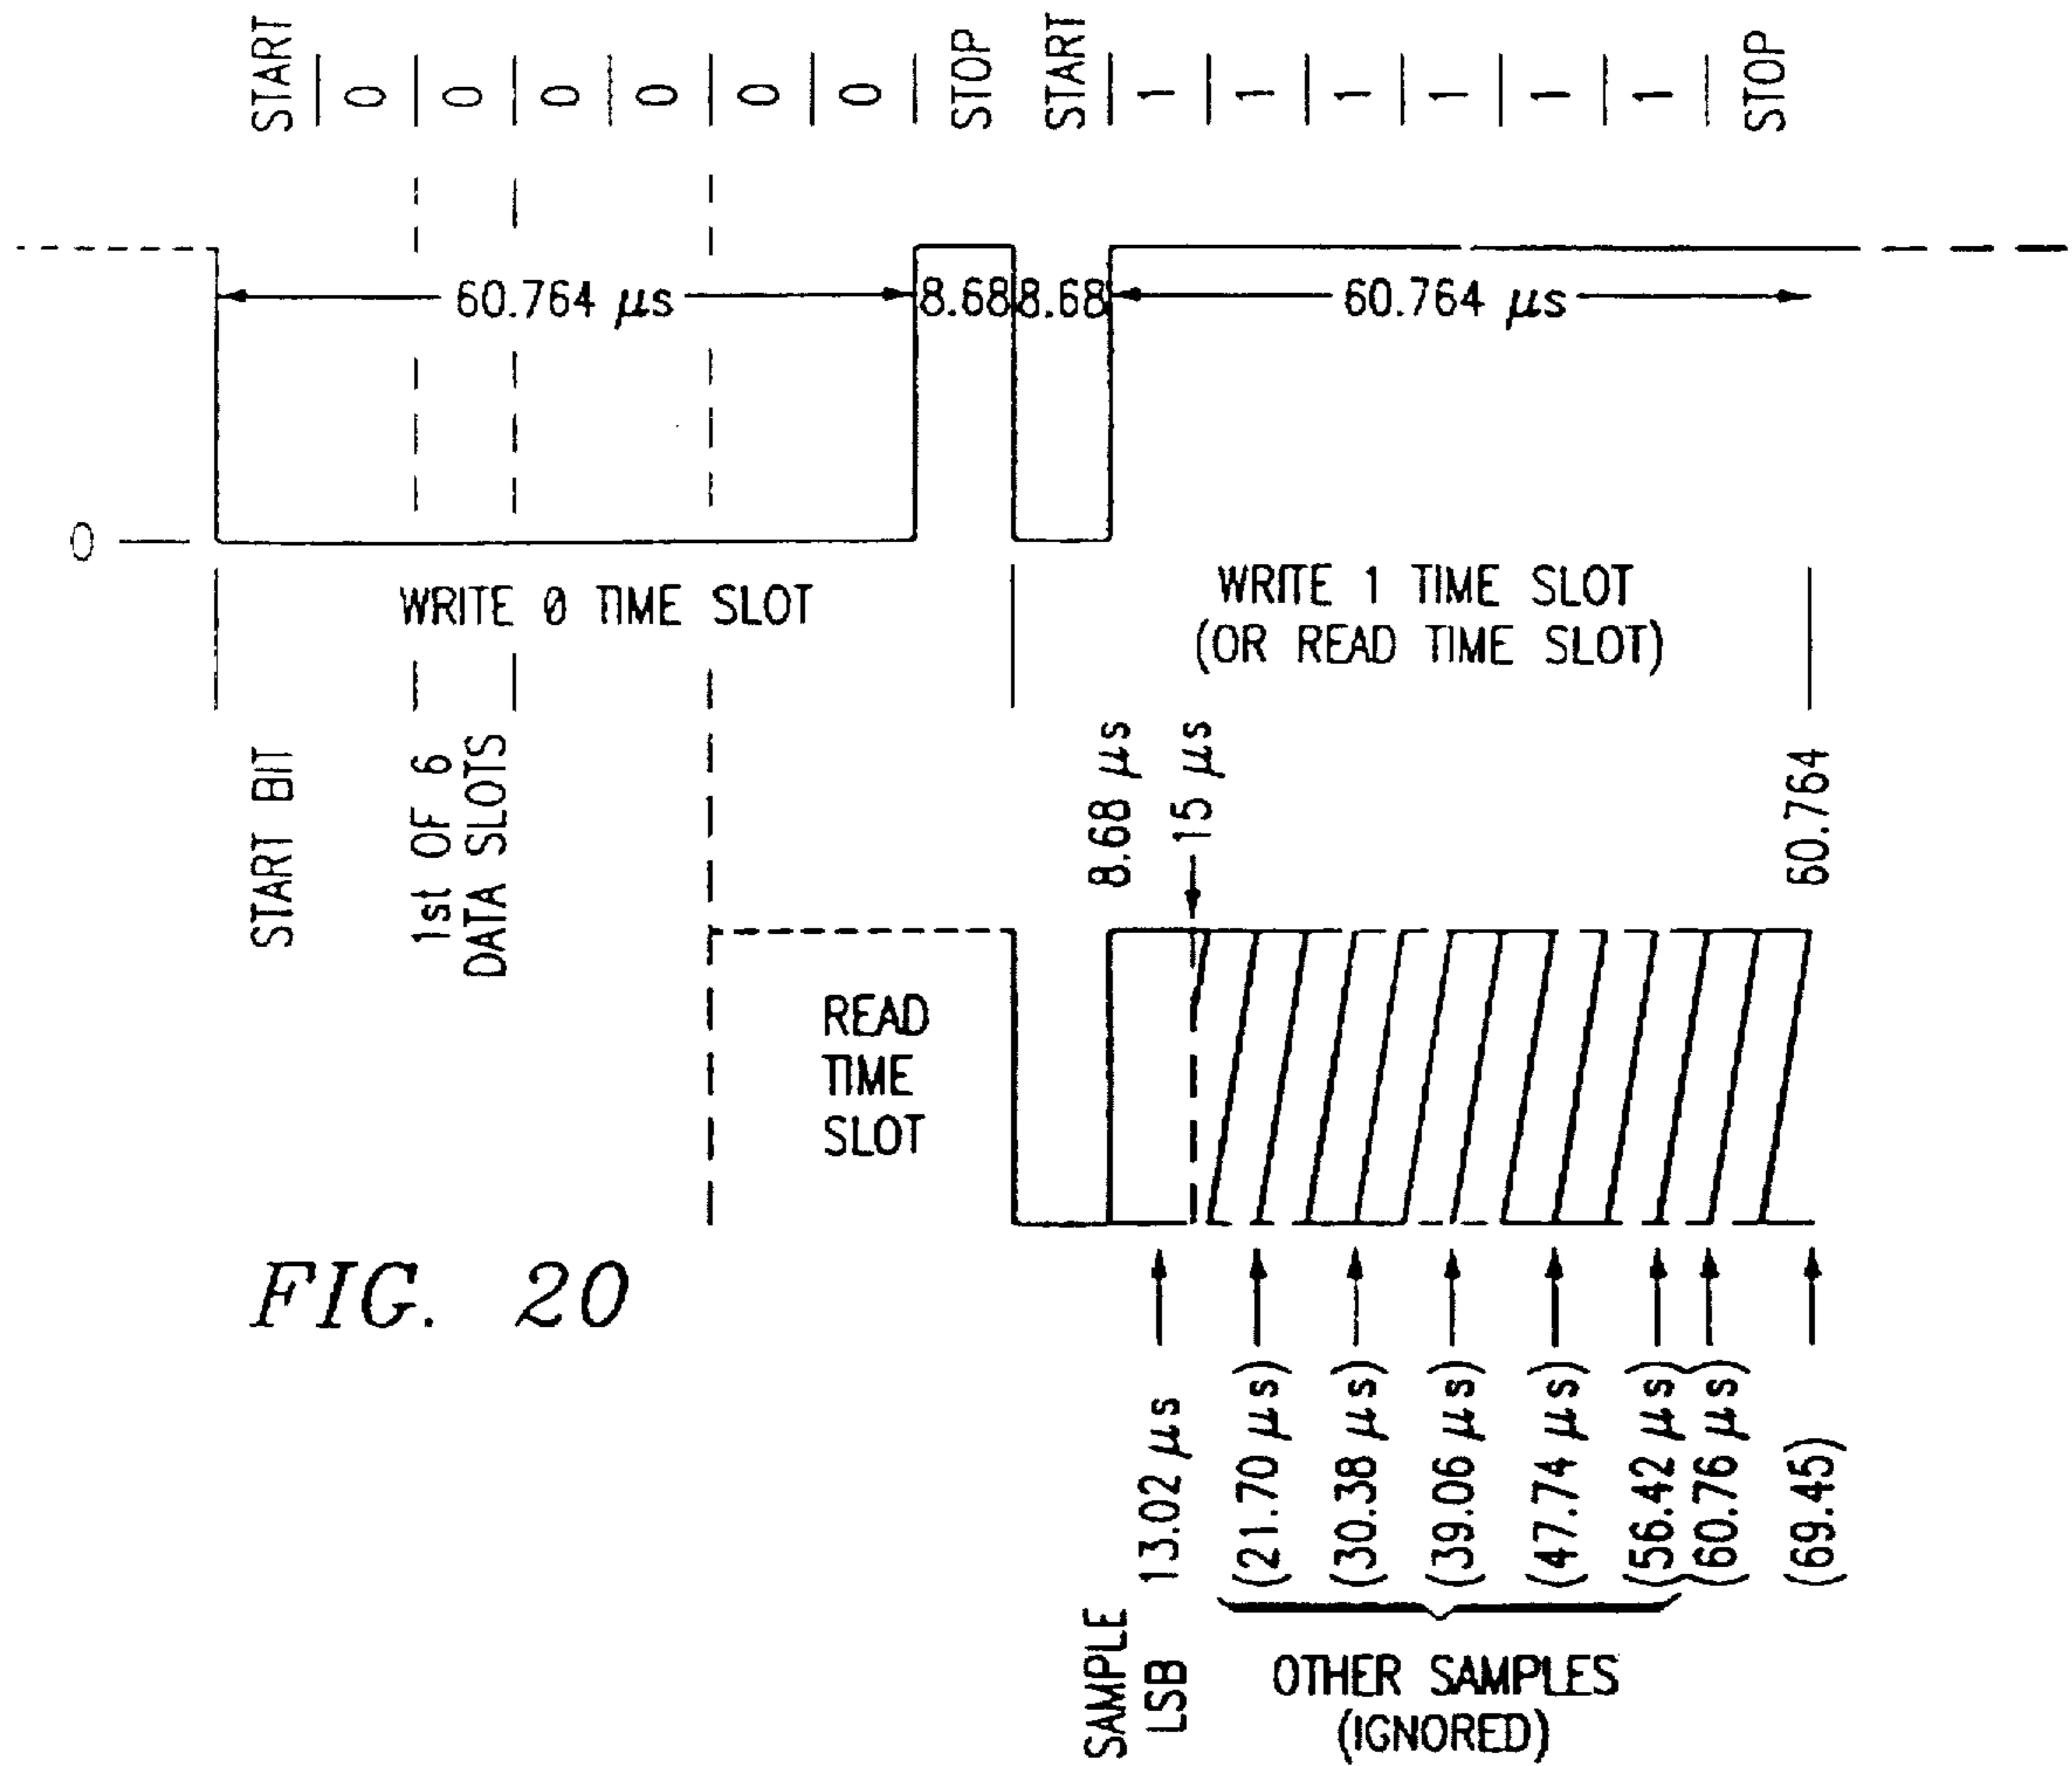 START 0 0 0 0 0 0 STOP START 1 1 1 1 1 1 STOP
60.764 μs 8.68 8.68 60.764 μs
0
WRITE 0 TIME SLOT
WRITE 1 TIME SLOT
(OR READ TIME SLOT)
START BIT
1st OF 6
DATA SLOTS
8.68 μs
15 μs
60.764
READ
TIME
SLOT
FIG. 20
SAMPLE
LSB 13.02 μs
(21.70 μs)
(30.38 μs)
(39.06 μs)
(47.74 μs)
(56.42 μs)
(60.76 μs)
(69.45)
OTHER SAMPLES
(IGNORED)